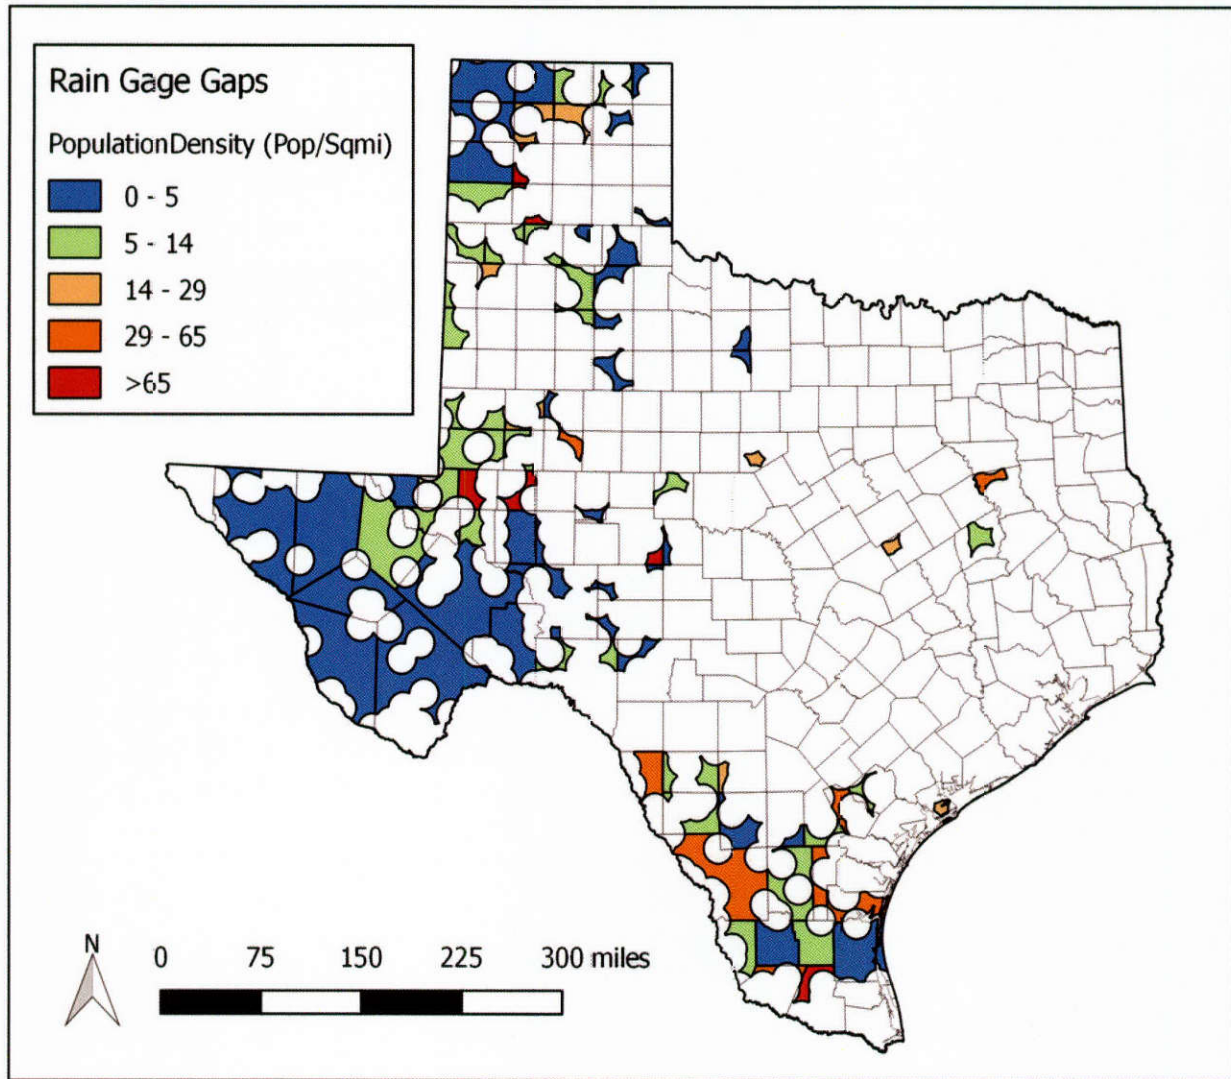 Rain Gage Gaps
PopulationDensity (Pop/Sqmi)
0 - 5
5 - 14
14 - 29
29 - 65
>65
N
0 75 150 225 300 miles